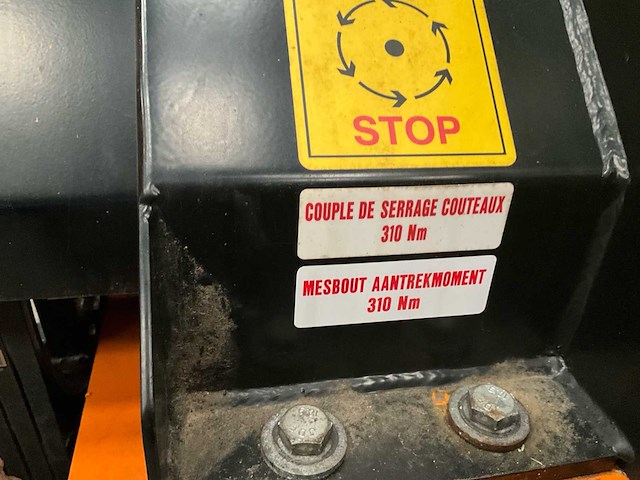 STOP
COUPLE DE SERRAGE COUTEAUX
310 Nm
MESBOUT AANTREKMOMENT
310 Nm